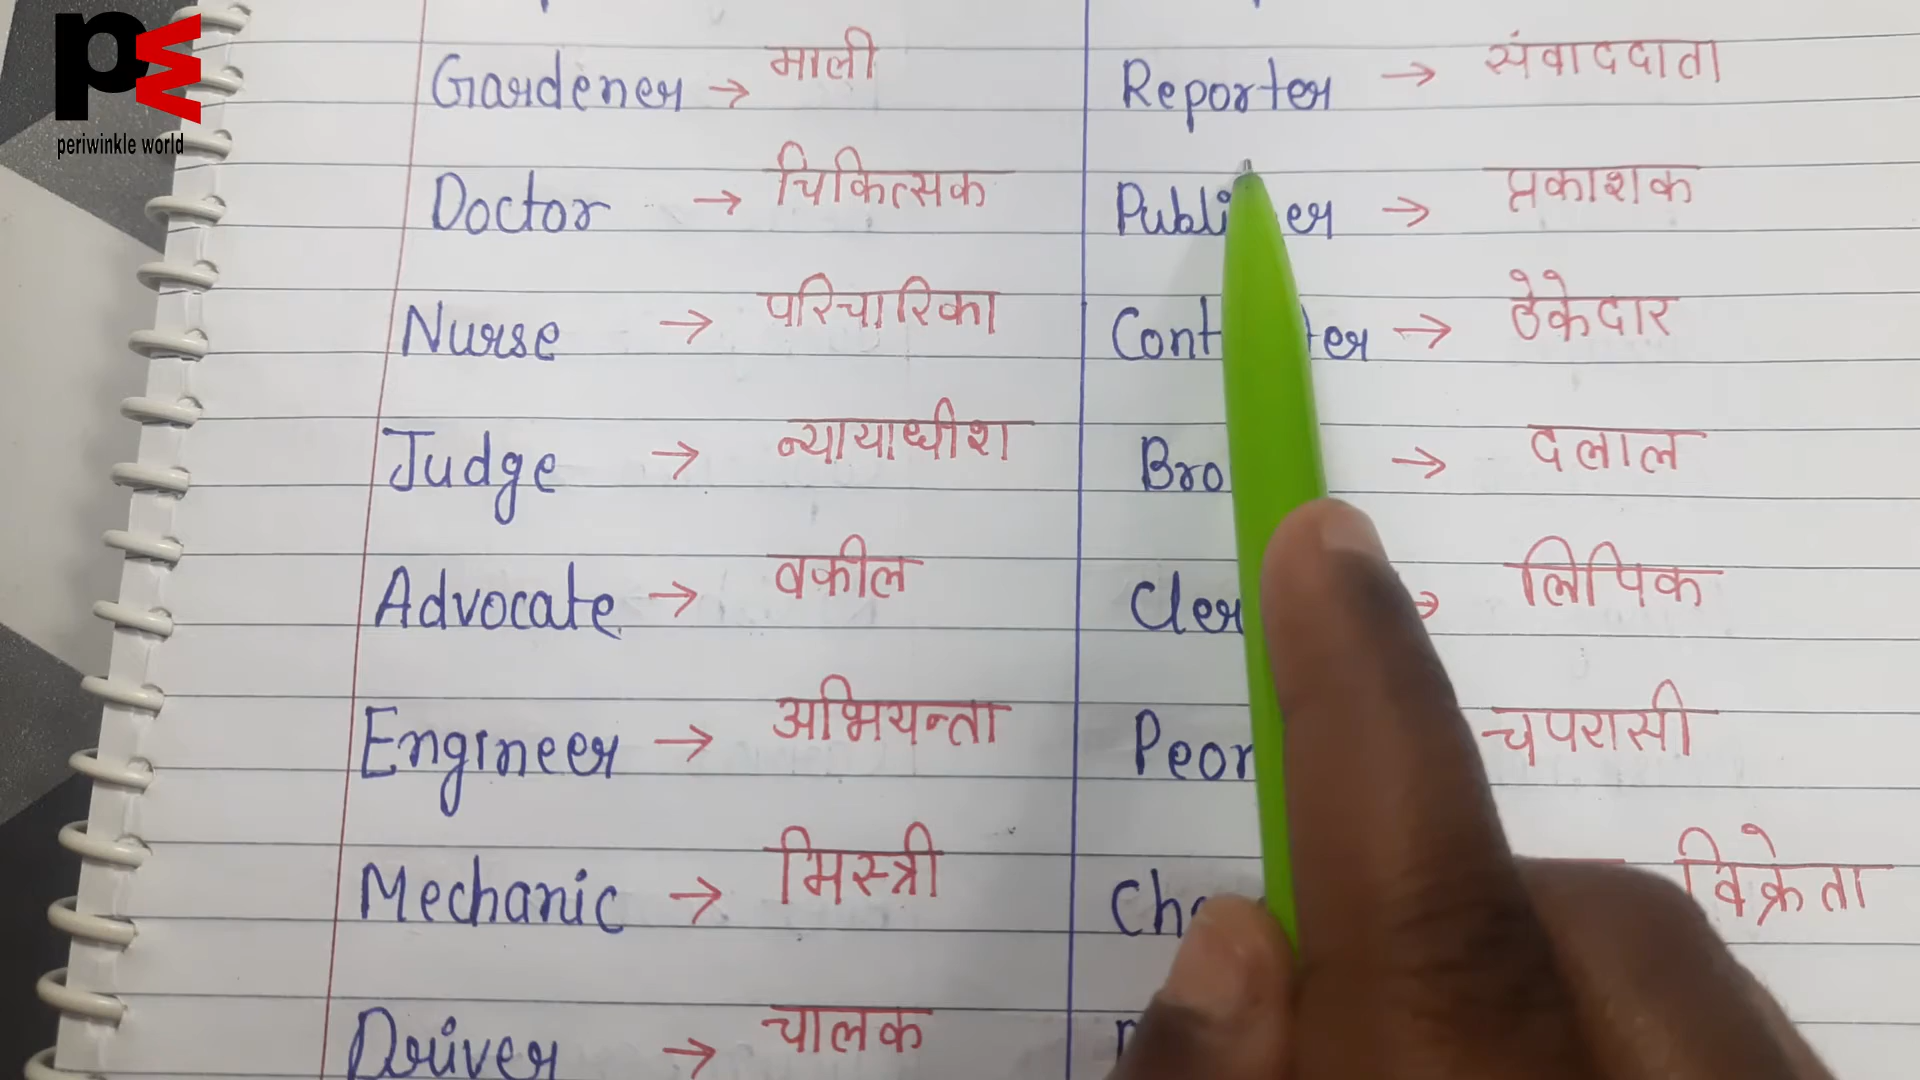 periwinkle world
Gardener → माली
Doctor → चिकित्सक
Nurse → परिचारिका
Judge → न्यायाधीश
Advocate → वकील
Engineer → अभियन्ता
Mechanic → मिस्त्री
Driver → चालक
Reporter → संवाददाता
→ प्रकाशक
→ ठेकेदार
→ दलाल
→ लिपिक
चपरासी
विक्रेता